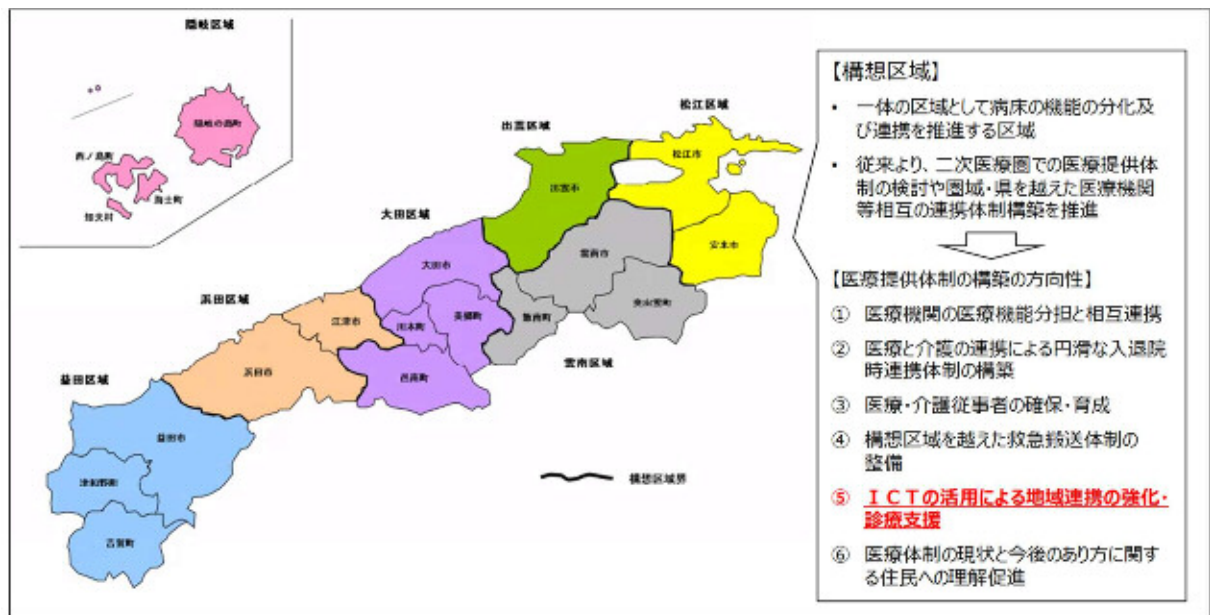 隠岐区域
隠岐の島町
西ノ島町
海士町
知夫村
松江区域
出雲区域
松江市
出雲市
大田区域
安来市
雲南市
大田市
奥出雲町
浜田区域
飯南町
美郷町
川本町
江津市
雲南区域
邑南町
浜田市
益田区域
益田市
津和野町
吉賀町
構想区域界
【構想区域】
・ 一体の区域として病床の機能の分化及
び連携を推進する区域
・ 従来より、二次医療圏での医療提供体
制の検討や圏域・県を越えた医療機関
等相互の連携体制構築を推進
【医療提供体制の構築の方向性】
① 医療機関の医療機能分担と相互連携
② 医療と介護の連携による円滑な入退院
時連携体制の構築
③ 医療・介護従事者の確保・育成
④ 構想区域を越えた救急搬送体制の
整備
⑤ ＩＣＴの活用による地域連携の強化・
診療支援
⑥ 医療体制の現状と今後のあり方に関す
る住民への理解促進